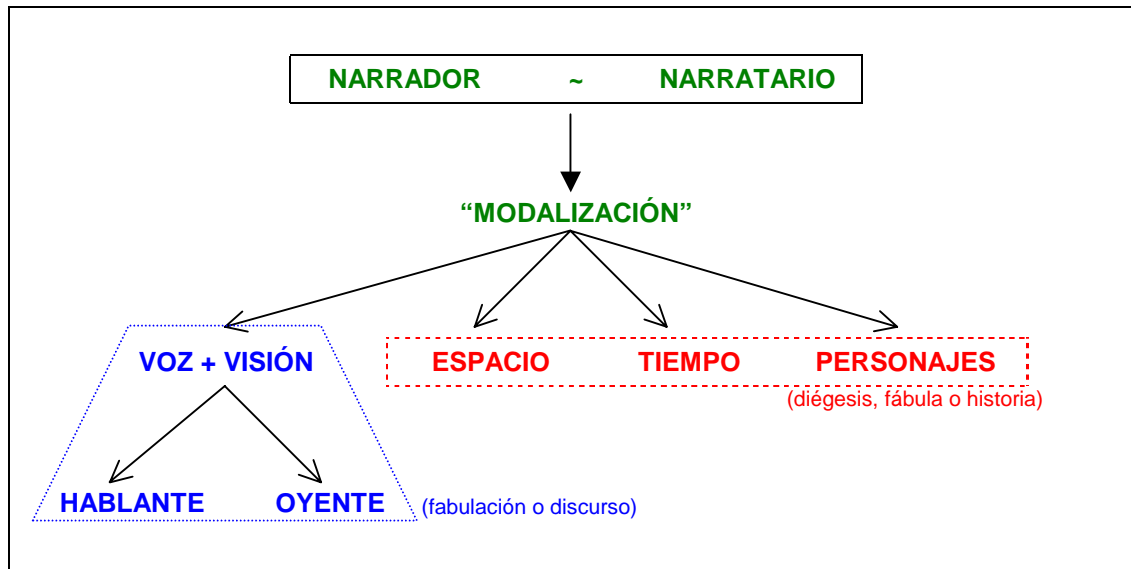 NARRADOR ~ NARRATARIO
“MODALIZACIÓN”
VOZ + VISIÓN ESPACIO TIEMPO PERSONAJES
(diégesis, fábula o historia)
HABLANTE OYENTE (fabulación o discurso)